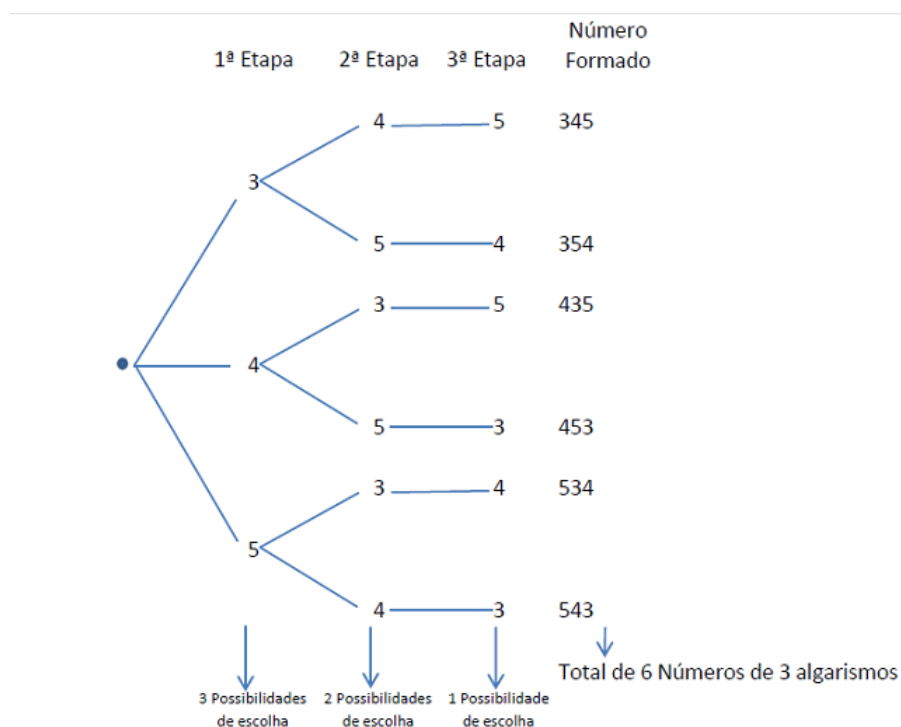 Número
1ª Etapa 2ª Etapa 3ª Etapa Formado
4 5 345
3
5 4 354
3 5 435
4
5 3 453
3 4 534
5
4 3 543
Total de 6 Números de 3 algarismos
3 Possibilidades 2 Possibilidades 1 Possibilidade
de escolha de escolha de escolha